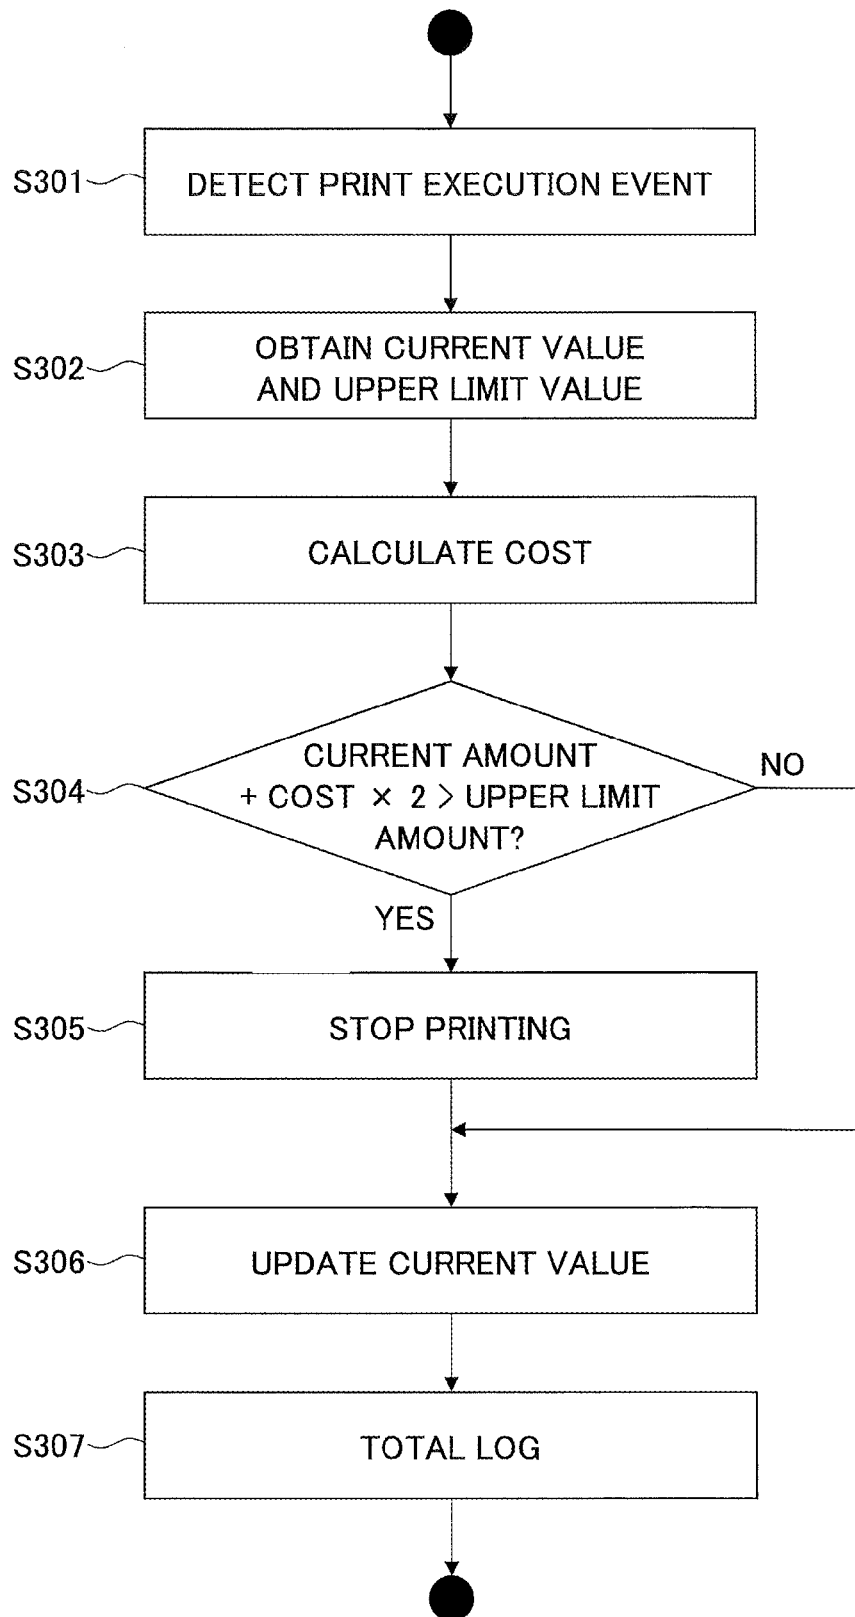 S301
DETECT PRINT EXECUTION EVENT
S302
OBTAIN CURRENT VALUE
AND UPPER LIMIT VALUE
S303
CALCULATE COST
S304
CURRENT AMOUNT
+ COST × 2 > UPPER LIMIT
AMOUNT?
NO
YES
S305
STOP PRINTING
S306
UPDATE CURRENT VALUE
S307
TOTAL LOG